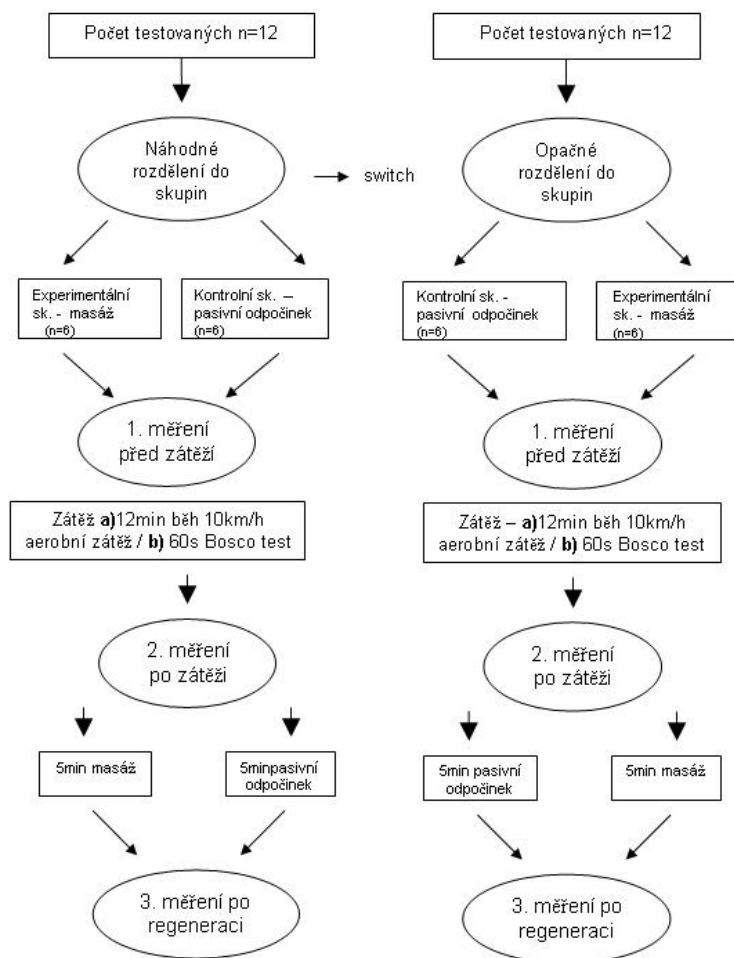 Počet testovaných n=12
Náhodné
rozdělení do
skupin
switch
Experimentální
sk. - masáž
(n=6)
Kontrolní sk. –
pasivní odpočinek
(n=6)
1. měření
před zátěží
Zátěž a)12min běh 10km/h
aerobní zátěž / b) 60s Bosco test
2. měření
po zátěži
5min masáž
5minpasivní
odpočinek
3. měření po
regeneraci
Počet testovaných n=12
Opačné
rozdělení do
skupin
Kontrolní sk. -
pasivní odpočinek
(n=6)
Experimentální
sk. - masáž
(n=6)
1. měření
před zátěží
Zátěž – a)12min běh 10km/h
aerobní zátěž / b) 60s Bosco test
2. měření
po zátěži
5min pasivní
odpočinek
5min masáž
3. měření po
regeneraci